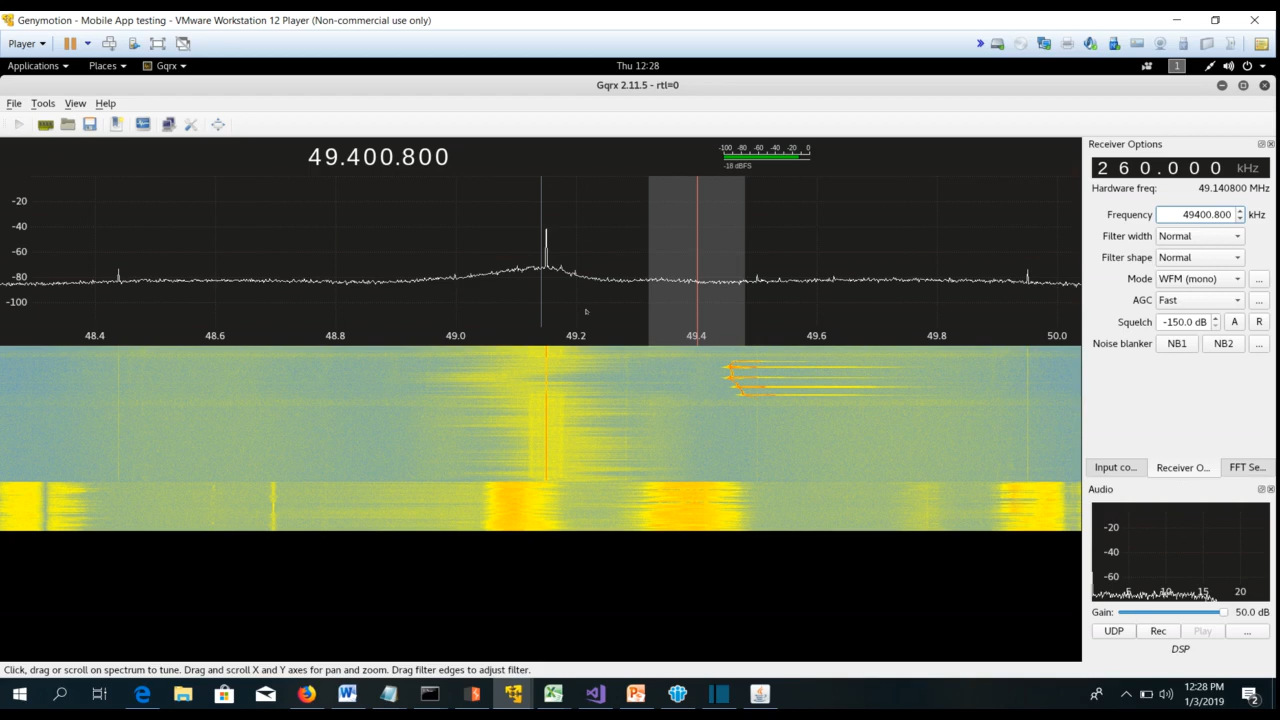 Genymotion - Mobile App testing - VMware Workstation 12 Player (Non-commercial use only)
Player
Applications Places Gqrx Thu 12:28 1
Gqrx 2.11.5 - rtl=0
File Tools View Help
49.400.800
-100 -80 -60 -40 -20 0
-18 dBFS
-20
-40
-60
-80
-100
48.4 48.6 48.8 49.0 49.2 49.4 49.6 49.8 50.0
Receiver Options
260.000 kHz
Hardware freq: 49.140800 MHz
Frequency 49400.800 kHz
Filter width Normal
Filter shape Normal
Mode WFM (mono) ...
AGC Fast ...
Squelch -150.0 dB A R
Noise blanker NB1 NB2 ...
Input co... Receiver O... FFT Se...
Audio
-20
-40
-60
5 10 15 20
Gain: 50.0 dB
UDP Rec Play ...
DSP
Click, drag or scroll on spectrum to tune. Drag and scroll X and Y axes for pan and zoom. Drag filter edges to adjust filter.
12:28 PM
1/3/2019
2